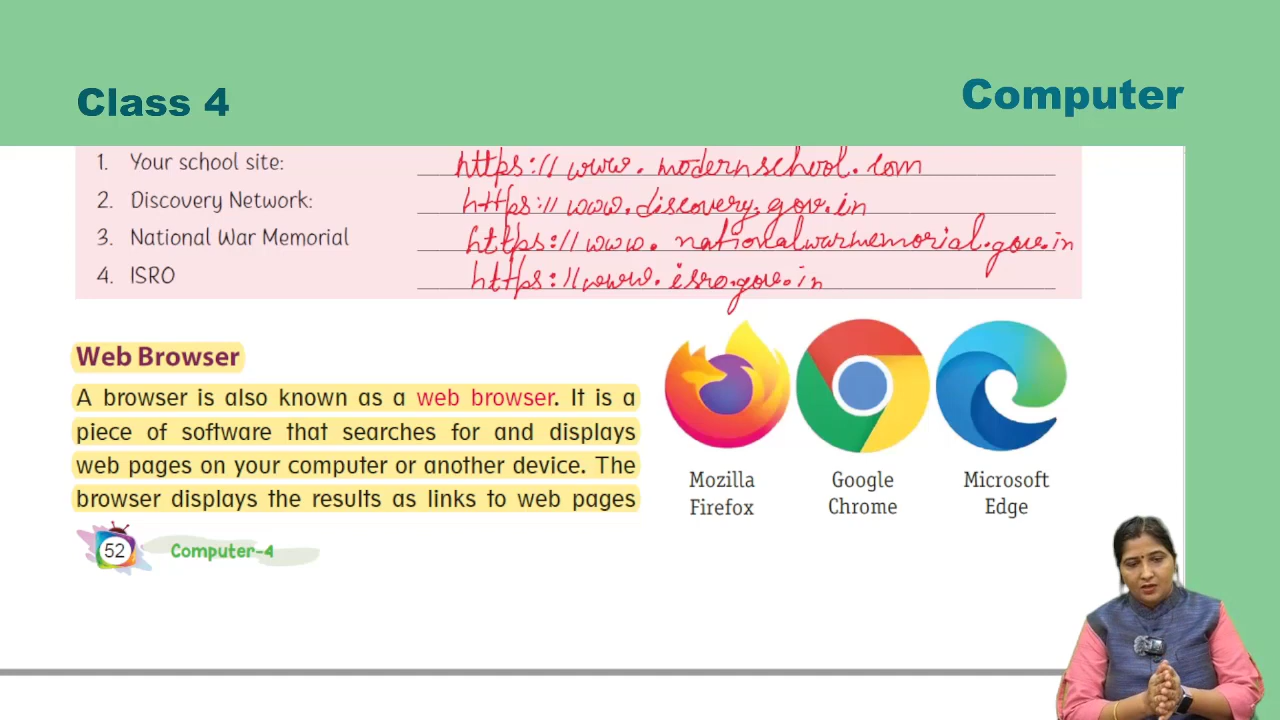 Class 4
Computer
1. Your school site: https://www.modernschool.com
2. Discovery Network: https://www.discovery.gov.in
3. National War Memorial https://www.nationalwarmemorial.gov.in
4. ISRO https://www.isro.gov.in
Web Browser
A browser is also known as a web browser. It is a
piece of software that searches for and displays
web pages on your computer or another device. The
browser displays the results as links to web pages
Mozilla Firefox
Google Chrome
Microsoft Edge
52 Computer-4